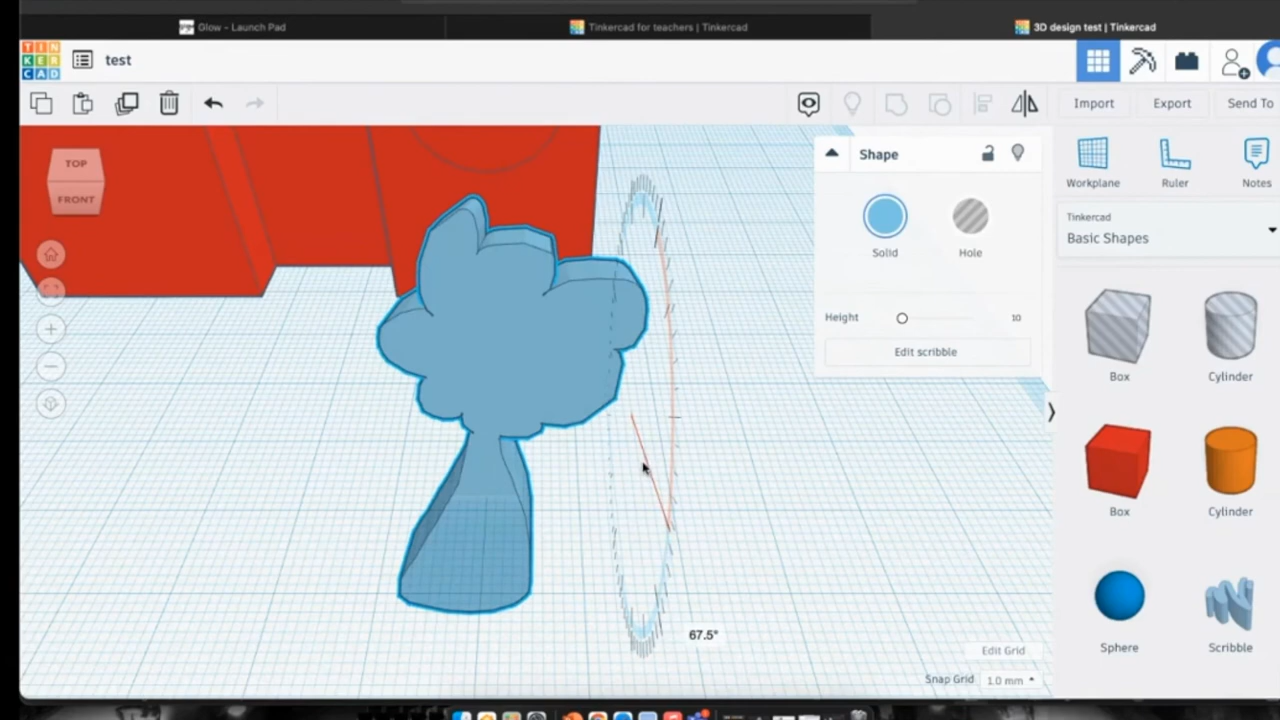 Glow - Launch Pad
Tinkercad for teachers | Tinkercad
3D design test | Tinkercad
TIN
KER
CAD
test
Import
Export
Send To
TOP
FRONT
Shape
Solid
Hole
Height
10
Edit scribble
Workplane
Ruler
Notes
Tinkercad
Basic Shapes
Box
Cylinder
Box
Cylinder
Sphere
Scribble
67.5°
Edit Grid
Snap Grid
1.0 mm